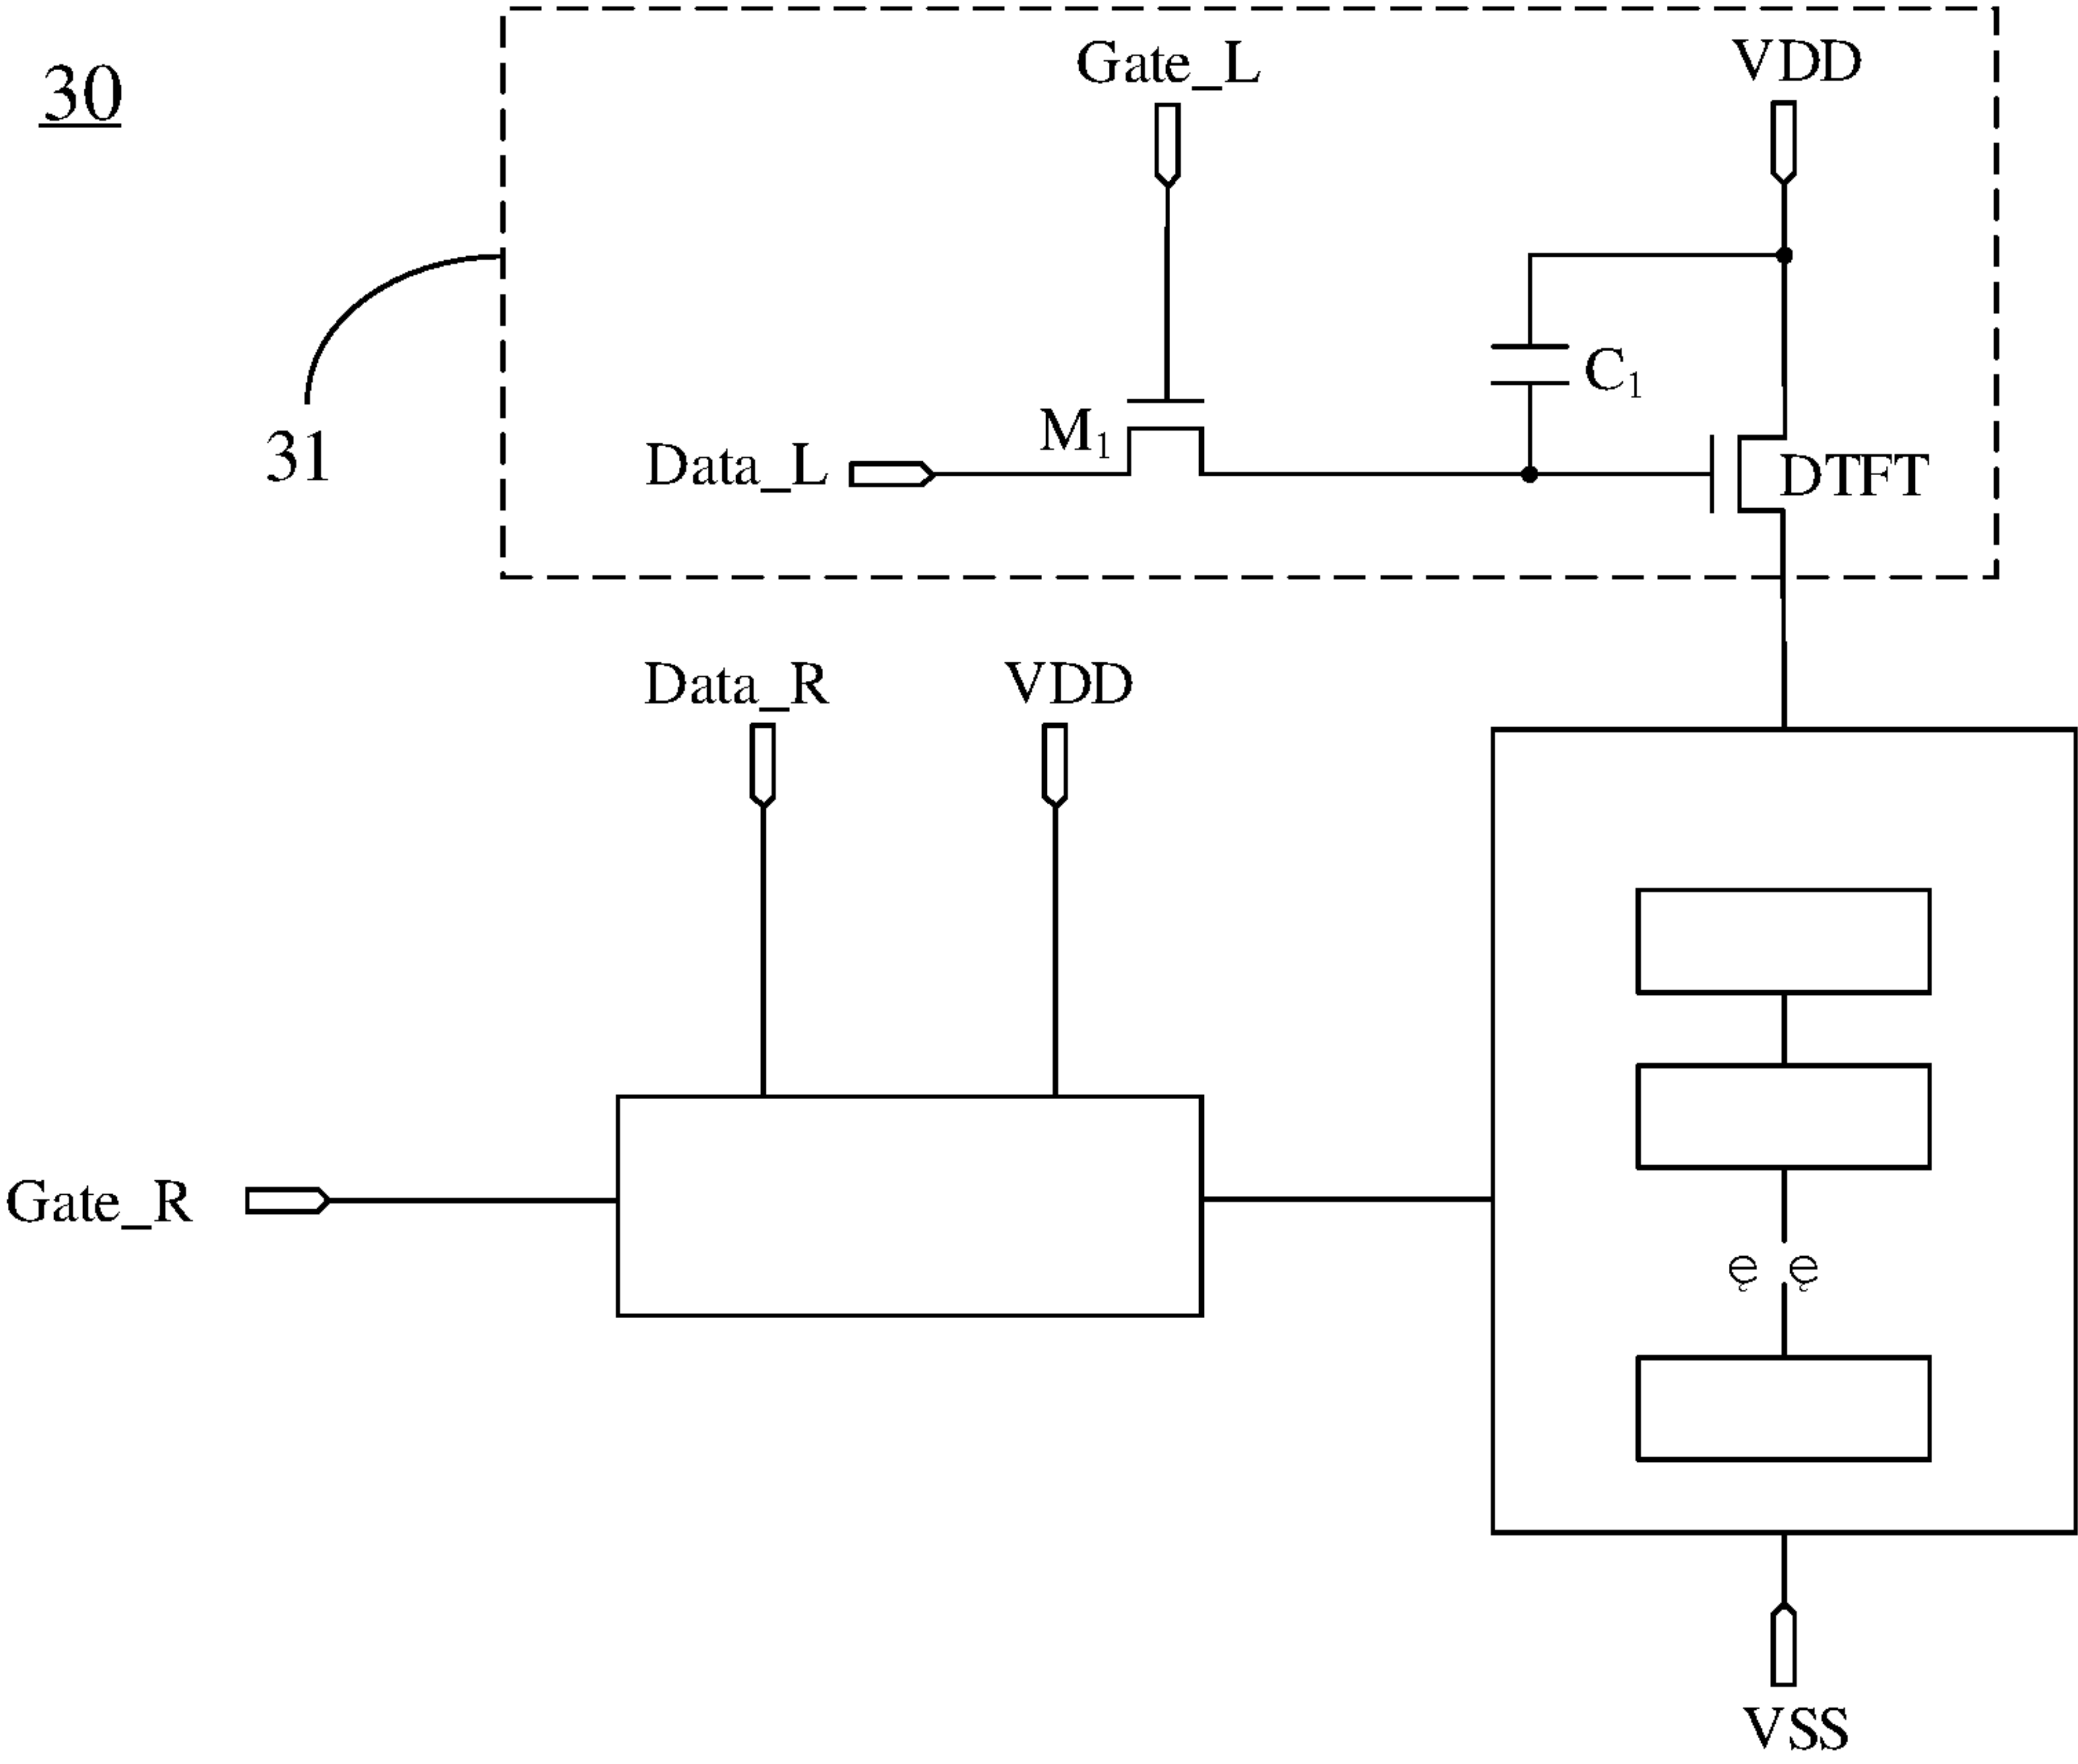 30
Gate_L
VDD
C1
M1
Data_L
DTFT
31
Data_R
VDD
Gate_R
ę ę
VSS